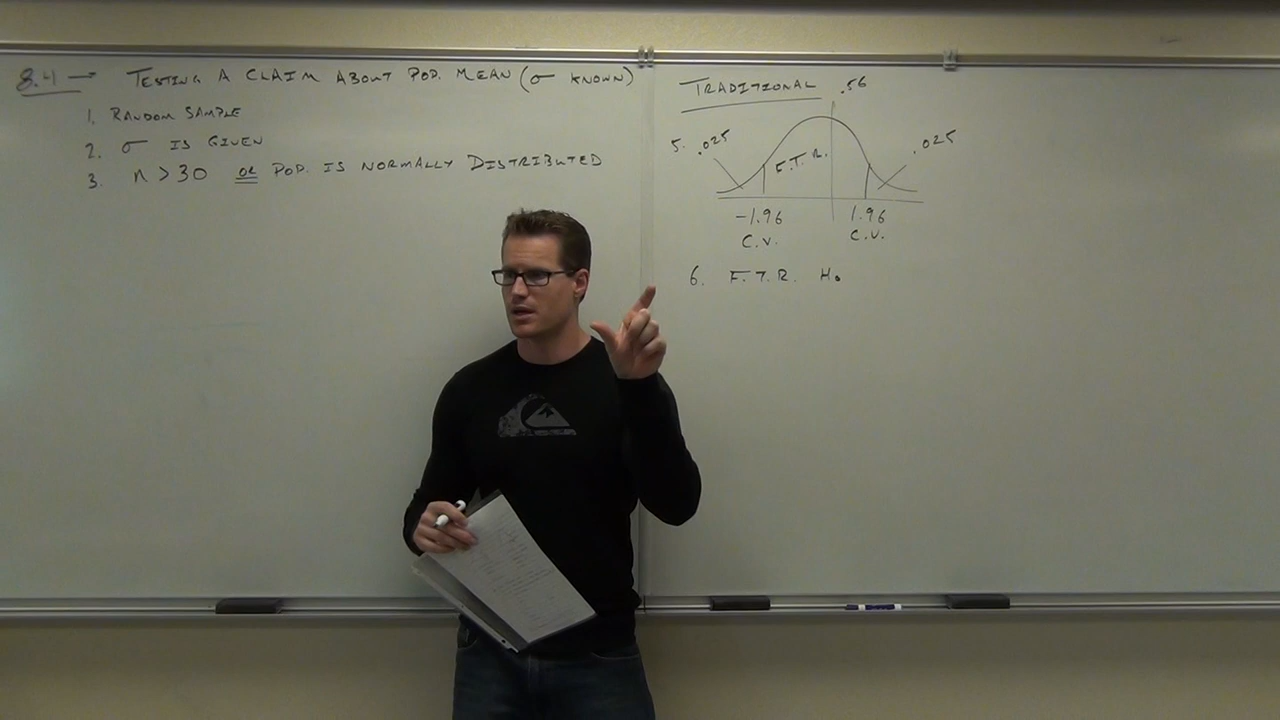 8.4 → TESTING A CLAIM ABOUT POP. MEAN (σ KNOWN)
1. RANDOM SAMPLE
2. σ IS GIVEN
3. n > 30 OR POP. IS NORMALLY DISTRIBUTED
TRADITIONAL .56
5. .025 F.T.R. .025
-1.96 1.96
C.V. C.V.
6. F.T.R. H₀